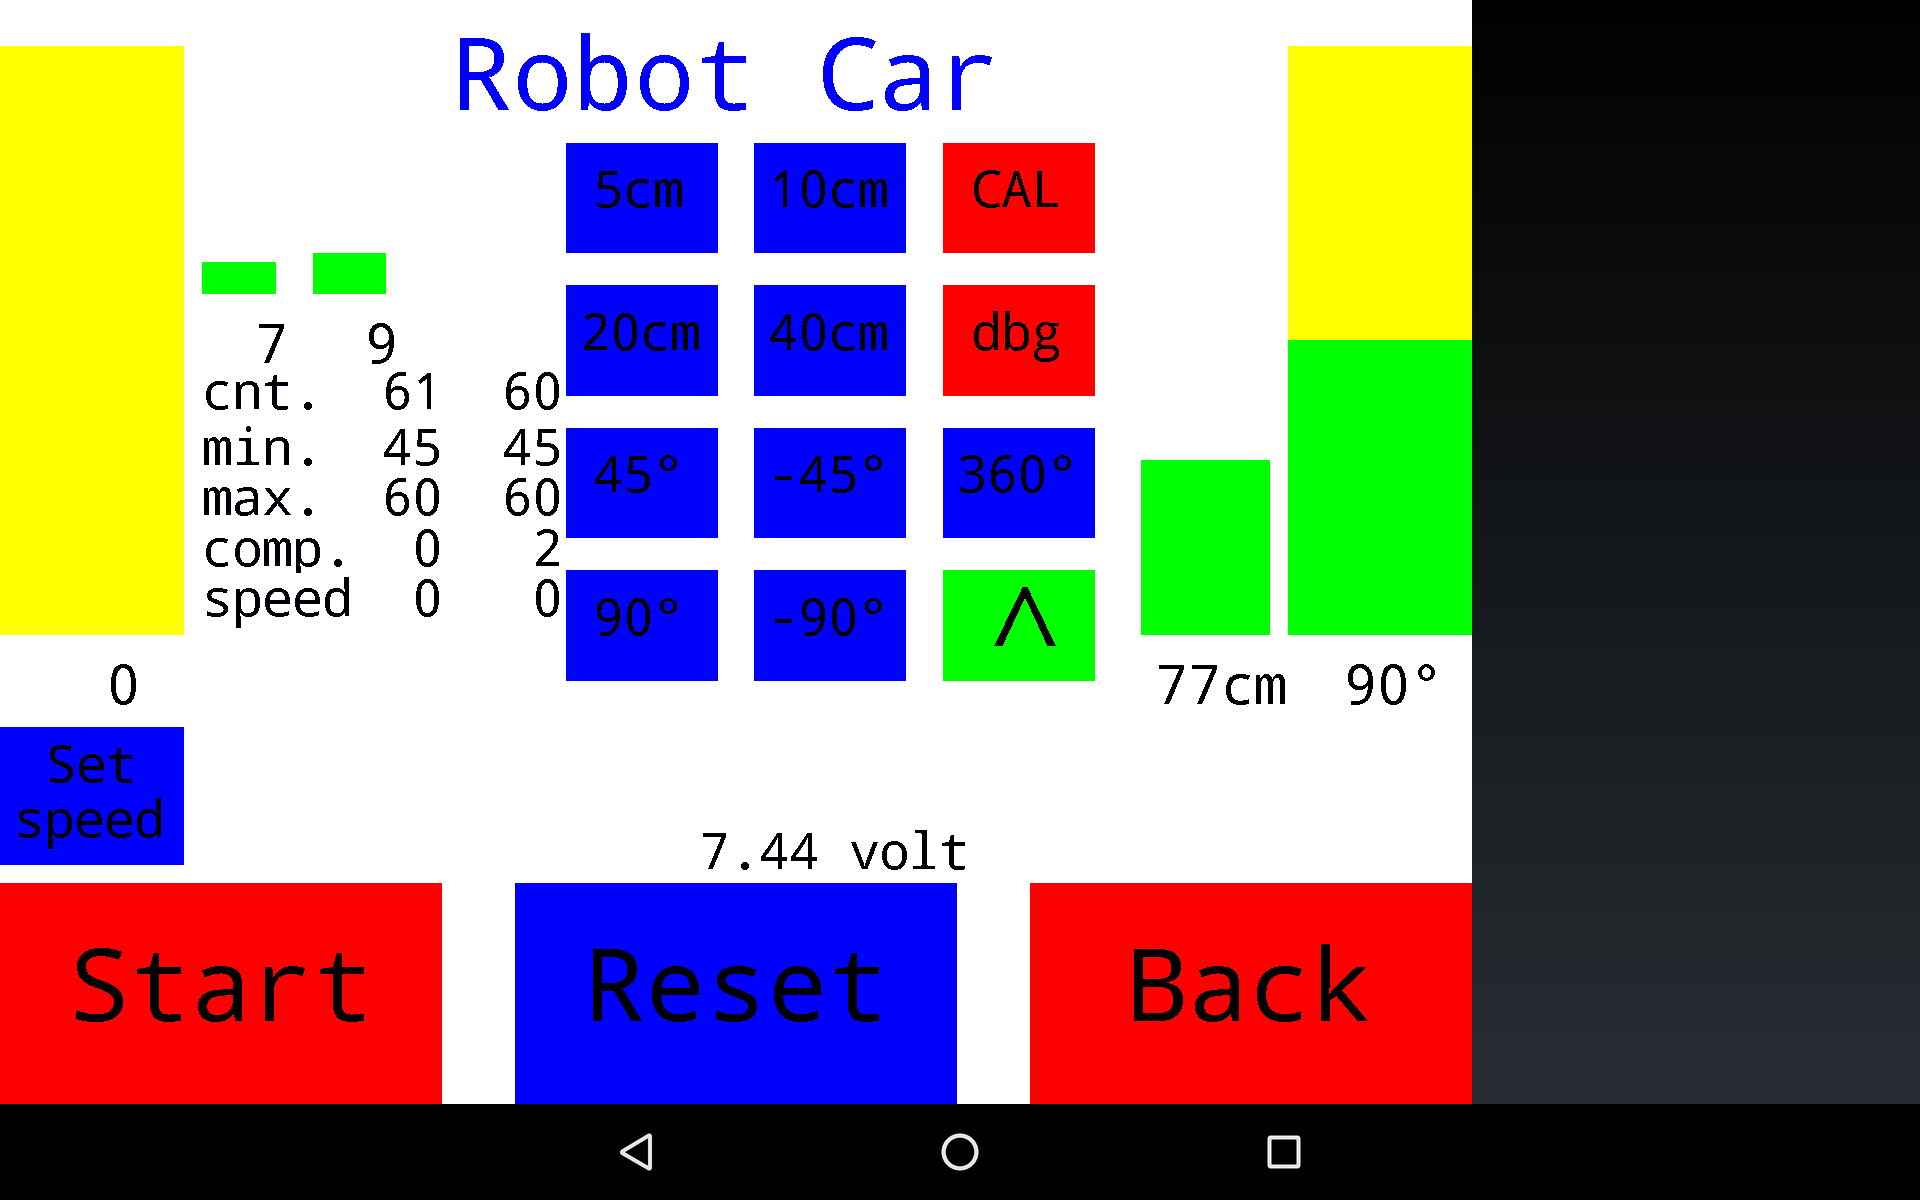 Robot Car
5cm 10cm CAL
20cm 40cm dbg
7 9
cnt. 61 60
min. 45 45
max. 60 60
comp. 0 2
speed 0 0
45° -45° 360°
90° -90° ^
0
77cm 90°
Set
speed
7.44 volt
Start Reset Back